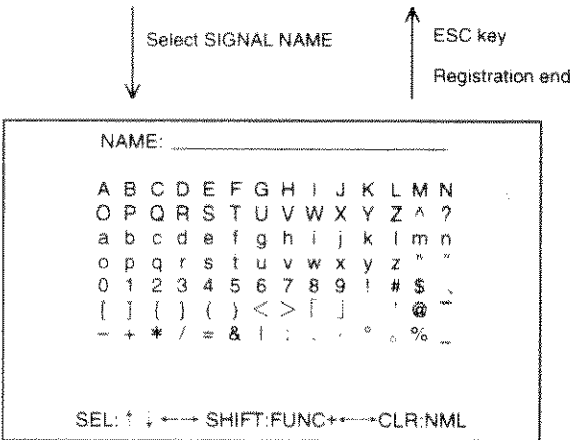 Select SIGNAL NAME
ESC key
Registration end
NAME:
A B C D E F G H I J K L M N
O P Q R S T U V W X Y Z ^ ?
a b c d e f g h i j k l m n
o p q r s t u v w x y z " "
0 1 2 3 4 5 6 7 8 9 ! # $ 、
[ ] { } ( ) < > 「 」 ' @ ‾
− + * / = & | : . ・ ° 。 % _
SEL: ↑ ↓ ←→ SHIFT:FUNC+←→CLR:NML